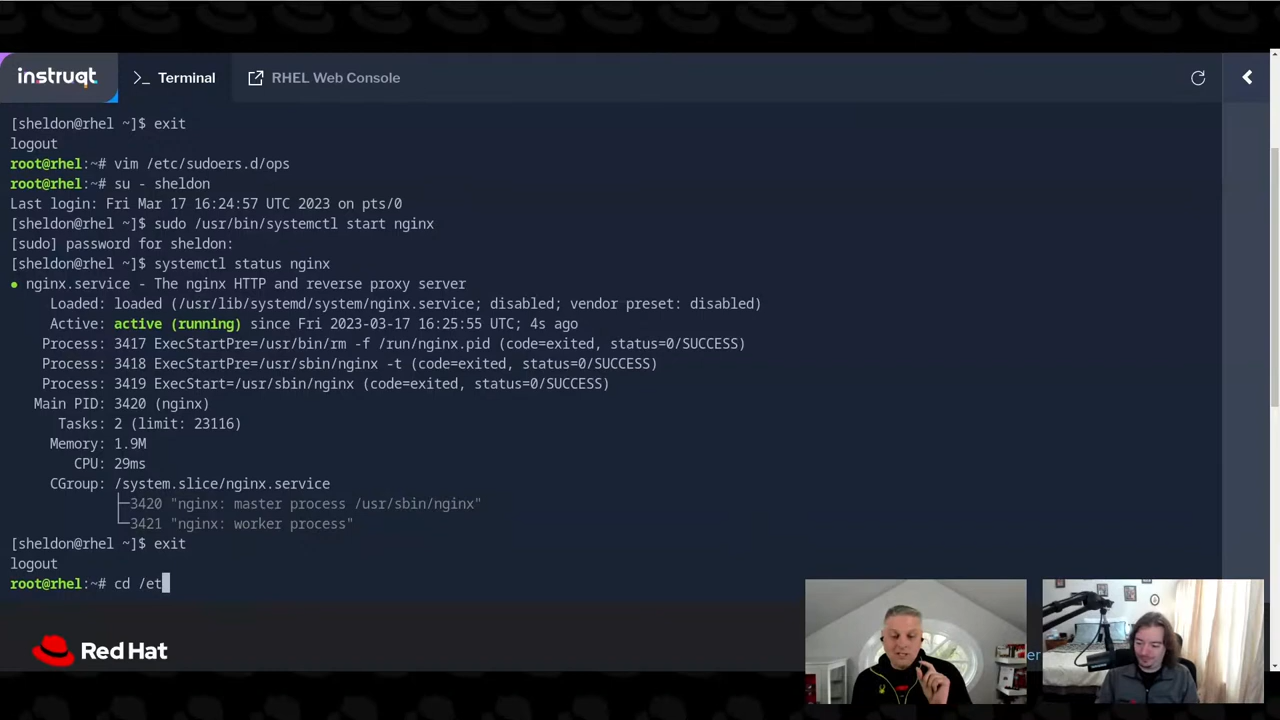 instruqt
>_ Terminal
RHEL Web Console
[sheldon@rhel ~]$ exit
logout
root@rhel:~# vim /etc/sudoers.d/ops
root@rhel:~# su - sheldon
Last login: Fri Mar 17 16:24:57 UTC 2023 on pts/0
[sheldon@rhel ~]$ sudo /usr/bin/systemctl start nginx
[sudo] password for sheldon:
[sheldon@rhel ~]$ systemctl status nginx
● nginx.service - The nginx HTTP and reverse proxy server
Loaded: loaded (/usr/lib/systemd/system/nginx.service; disabled; vendor preset: disabled)
Active: active (running) since Fri 2023-03-17 16:25:55 UTC; 4s ago
Process: 3417 ExecStartPre=/usr/bin/rm -f /run/nginx.pid (code=exited, status=0/SUCCESS)
Process: 3418 ExecStartPre=/usr/sbin/nginx -t (code=exited, status=0/SUCCESS)
Process: 3419 ExecStart=/usr/sbin/nginx (code=exited, status=0/SUCCESS)
Main PID: 3420 (nginx)
Tasks: 2 (limit: 23116)
Memory: 1.9M
CPU: 29ms
CGroup: /system.slice/nginx.service
├─3420 "nginx: master process /usr/sbin/nginx"
└─3421 "nginx: worker process"
[sheldon@rhel ~]$ exit
logout
root@rhel:~# cd /et
Red Hat